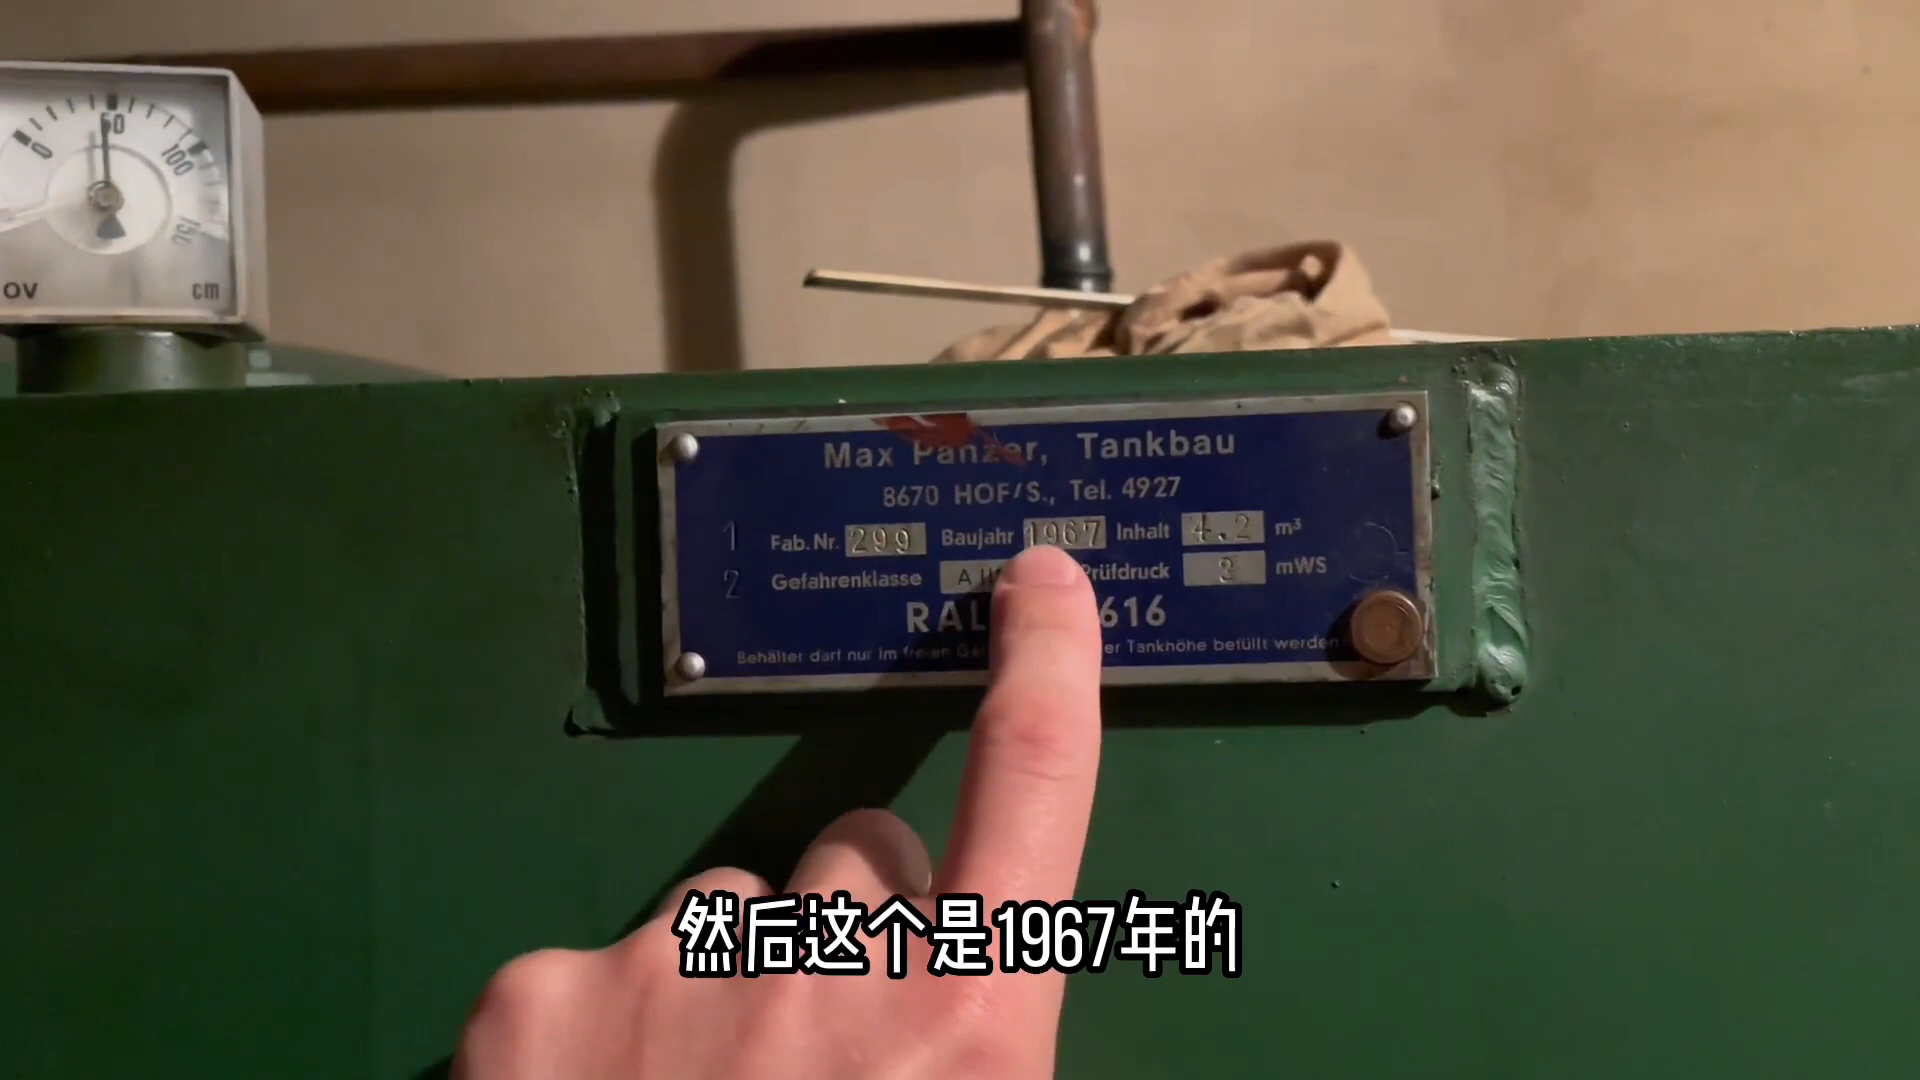 0 50 100 150
OV cm
Max Panzer, Tankbau
8670 HOF/S., Tel. 4927
1 Fab. Nr. 299 Baujahr 1967 Inhalt 4.2 m³
2 Gefahrenklasse A Prüfdruck mWS
RAL 616
Behälter darf nur im freien er Tankhöhe befüllt werden
然后这个是1967年的